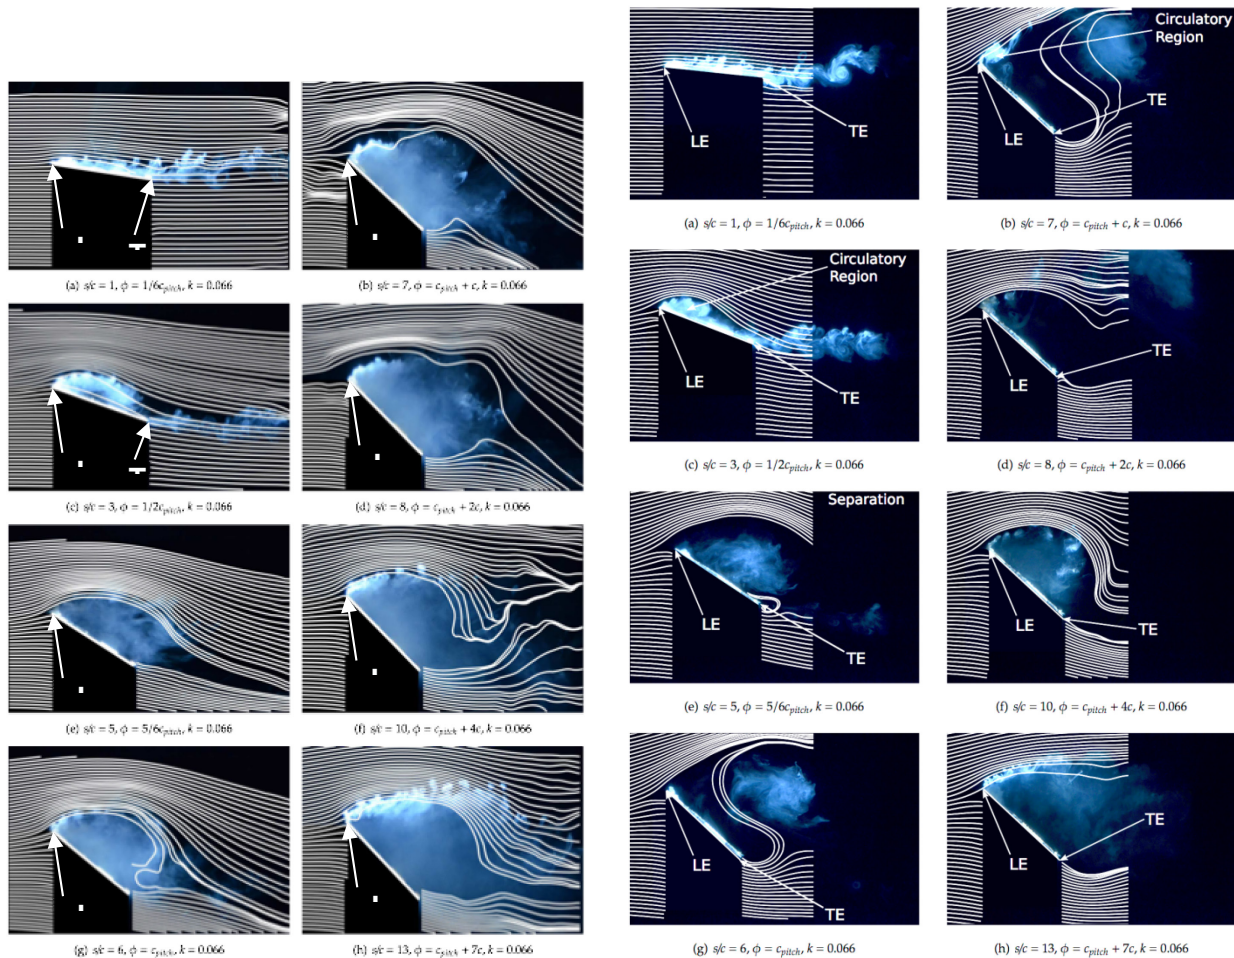 (a) s/c = 1, ϕ = 1/6c_pitch, k = 0.066
(b) s/c = 7, ϕ = c_pitch + c, k = 0.066
(c) s/c = 3, ϕ = 1/2c_pitch, k = 0.066
(d) s/c = 8, ϕ = c_pitch + 2c, k = 0.066
(e) s/c = 5, ϕ = 5/6c_pitch, k = 0.066
(f) s/c = 10, ϕ = c_pitch + 4c, k = 0.066
(g) s/c = 6, ϕ = c_pitch, k = 0.066
(h) s/c = 13, ϕ = c_pitch + 7c, k = 0.066
LE
TE
(a) s/c = 1, ϕ = 1/6c_pitch, k = 0.066
Circulatory
Region
LE
TE
(b) s/c = 7, ϕ = c_pitch + c, k = 0.066
Circulatory
Region
LE
TE
(c) s/c = 3, ϕ = 1/2c_pitch, k = 0.066
LE
TE
(d) s/c = 8, ϕ = c_pitch + 2c, k = 0.066
Separation
LE
TE
(e) s/c = 5, ϕ = 5/6c_pitch, k = 0.066
LE
TE
(f) s/c = 10, ϕ = c_pitch + 4c, k = 0.066
LE
TE
(g) s/c = 6, ϕ = c_pitch, k = 0.066
TE
LE
(h) s/c = 13, ϕ = c_pitch + 7c, k = 0.066